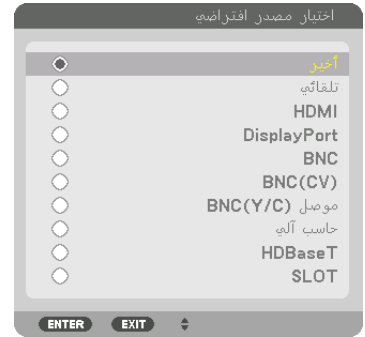 اختيار مصدر افتراضي
أخير
تلقائي
HDMI
DisplayPort
BNC
BNC(CV)
موصل BNC(Y/C)
حاسب آلي
HDBaseT
SLOT
ENTER EXIT